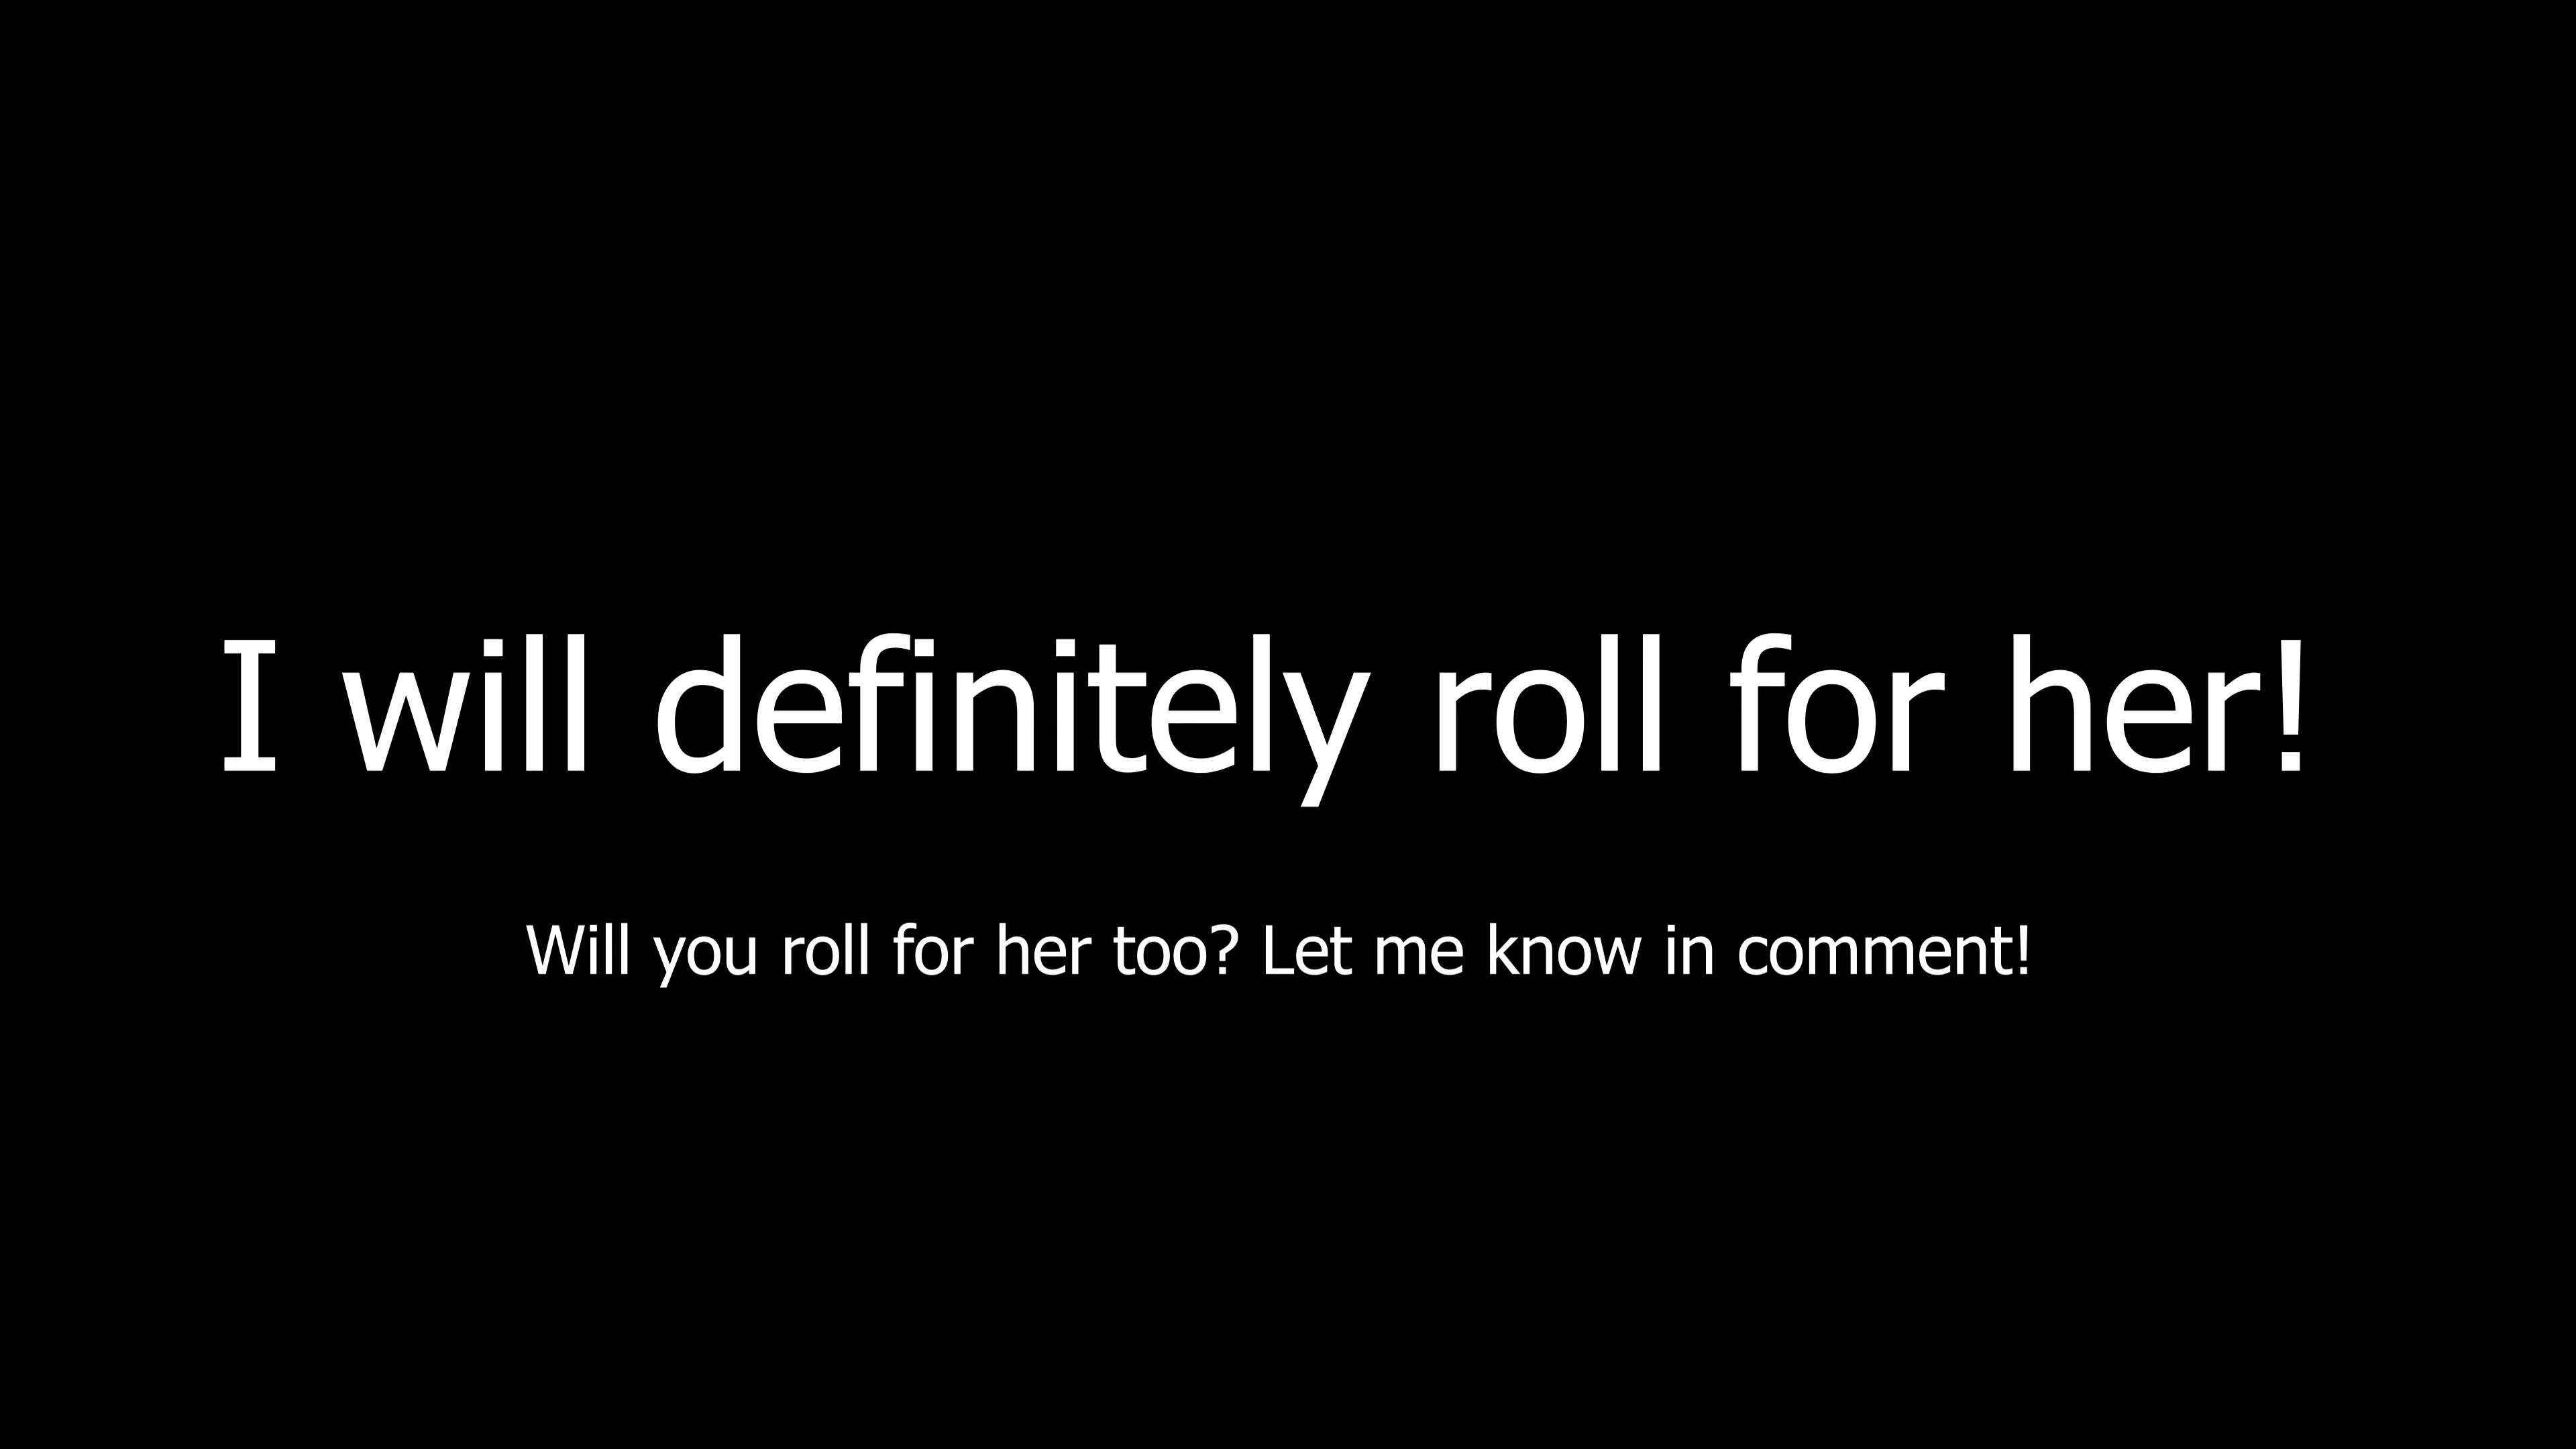 I will definitely roll for her!
Will you roll for her too? Let me know in comment!